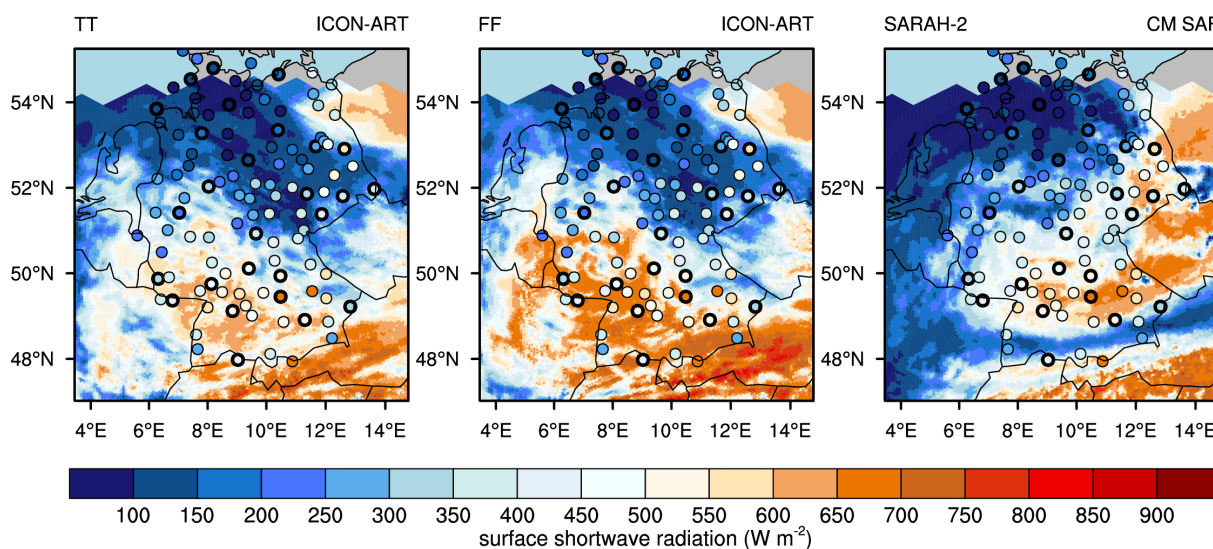 TT ICON-ART FF ICON-ART SARAH-2 CM SAF
54°N 54°N 54°N
52°N 52°N 52°N
50°N 50°N 50°N
48°N 48°N 48°N
4°E 6°E 8°E 10°E 12°E 14°E 4°E 6°E 8°E 10°E 12°E 14°E 4°E 6°E 8°E 10°E 12°E 14°E
100 150 200 250 300 350 400 450 500 550 600 650 700 750 800 850 900
surface shortwave radiation (W m⁻²)